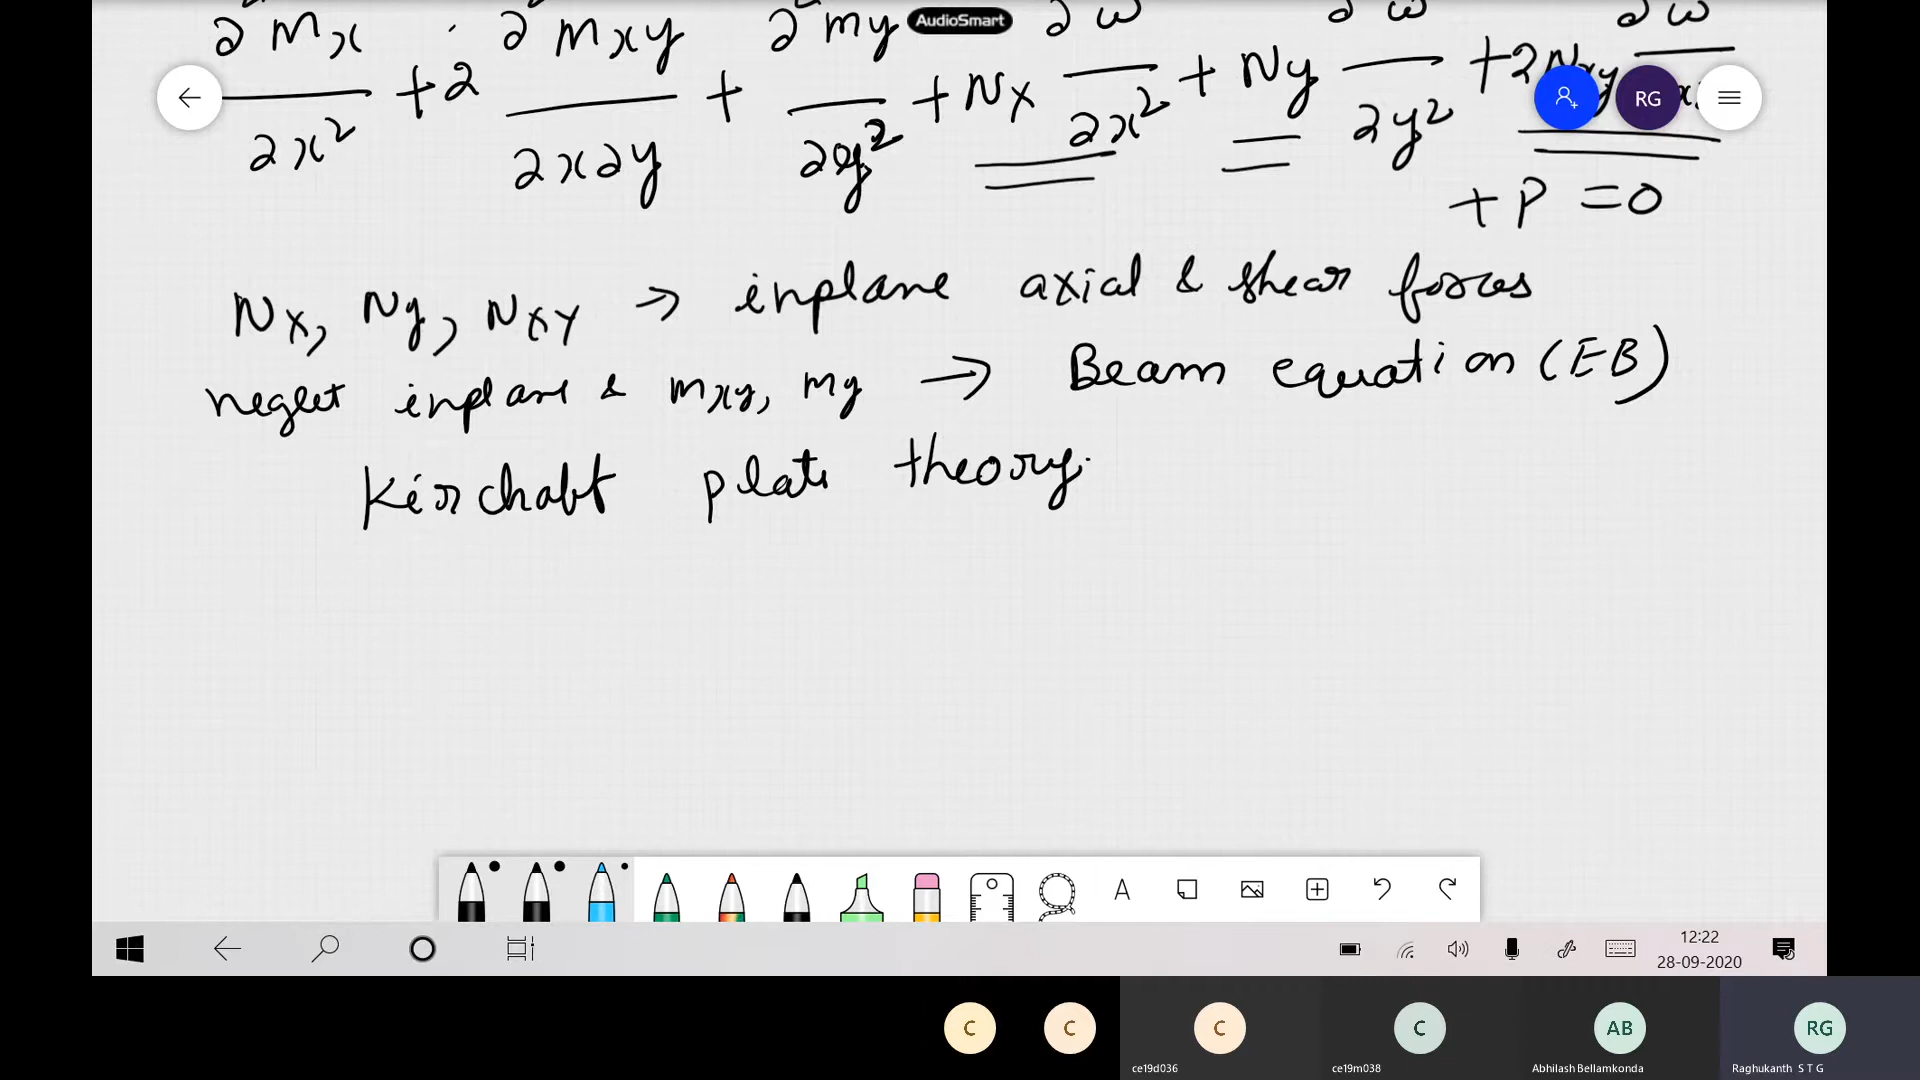 AudioSmart
∂²Mx/∂x² + 2 ∂²Mxy/∂x∂y + ∂²My/∂y² + Nx ∂²w/∂x² + Ny ∂²w/∂y² + 2Nxy
RG
+ P = 0
Nx, Ny, Nxy → inplane axial & shear forces
neglect inplane & Mxy, My → Beam equation (EB)
Kirchaft plate theory.
A
12:22
28-09-2020
C C C C AB RG
ce19d036 ce19m038 Abhilash Bellamkonda Raghukanth S T G